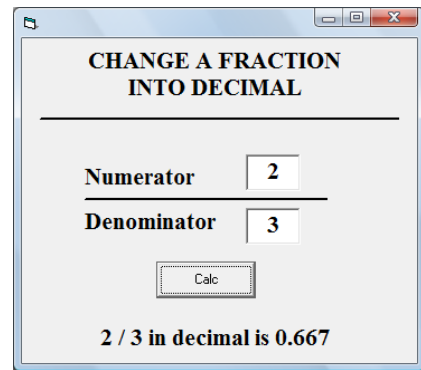 CHANGE A FRACTION
INTO DECIMAL
Numerator 2
Denominator 3
Calc
2 / 3 in decimal is 0.667